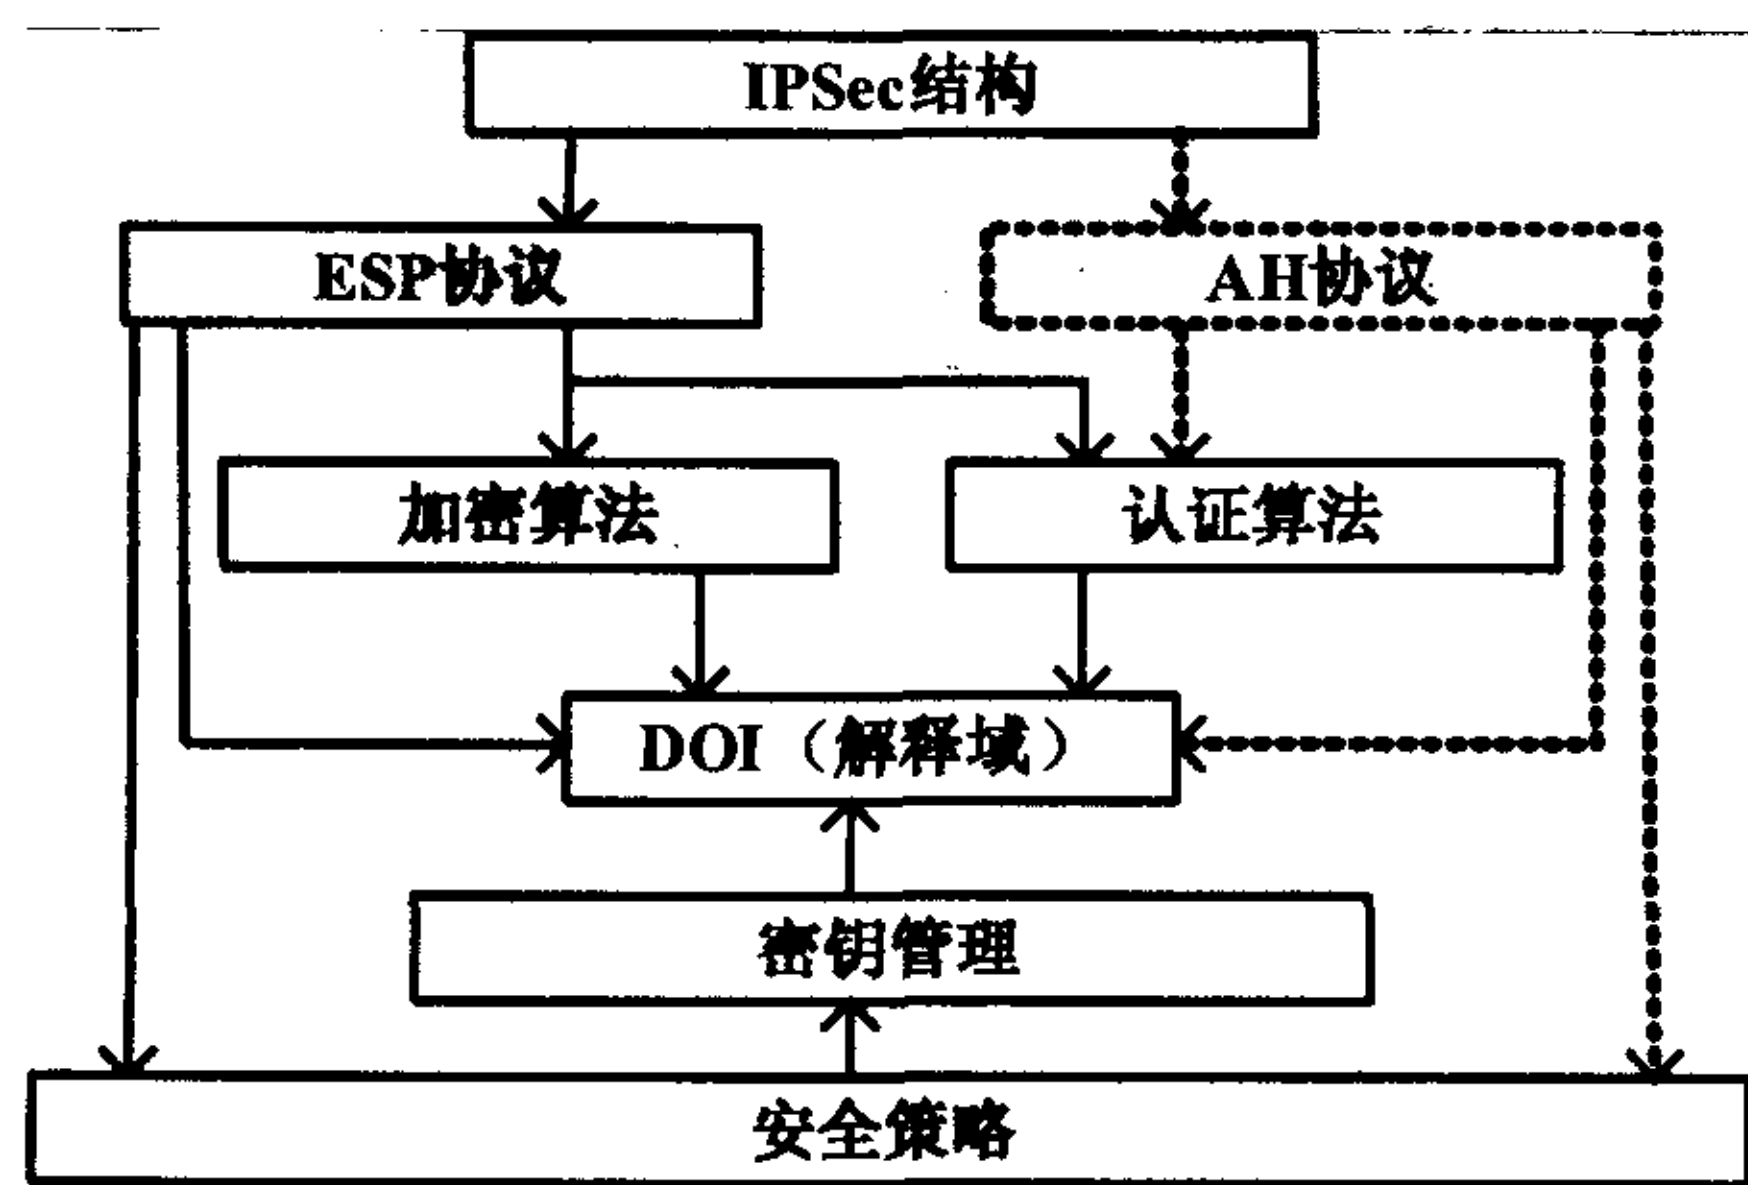 IPSec结构
ESP协议
AH协议
加密算法
认证算法
DOI（解释域）
密钥管理
安全策略